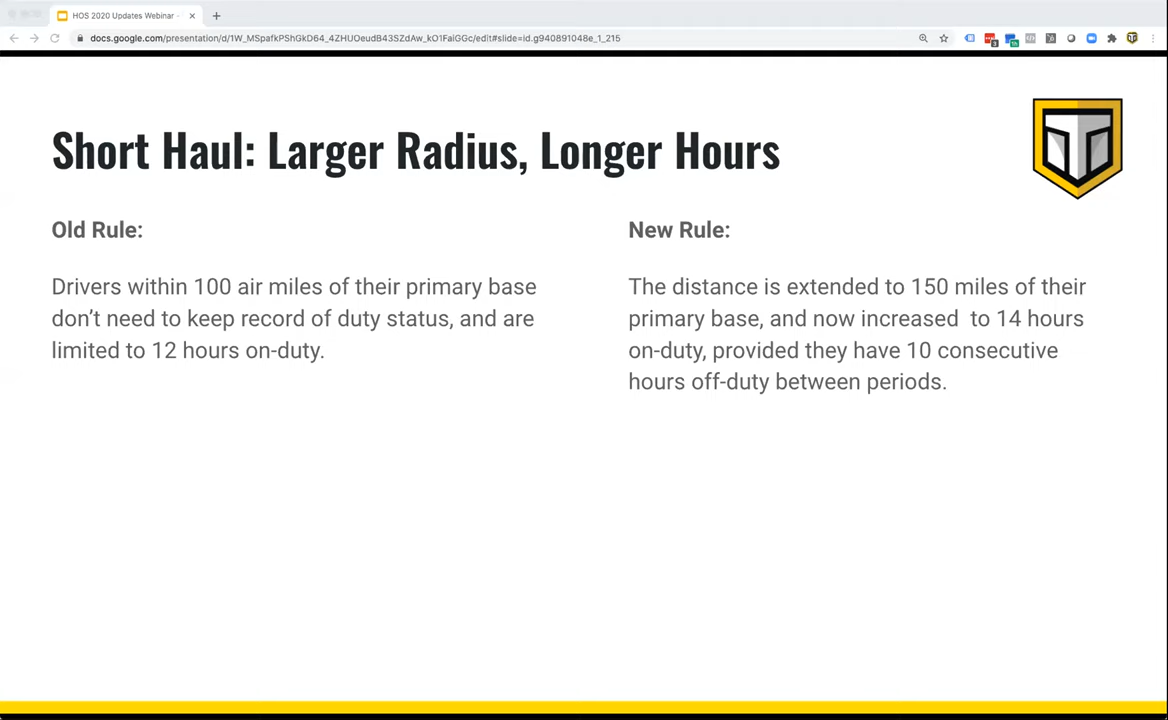 HOS 2020 Updates Webinar -
docs.google.com/presentation/d/1W_MSpafkPShGkD64_4ZHUOeudB43SZdAw_kO1FaiGGc/edit#slide=id.g940891048e_1_215
Short Haul: Larger Radius, Longer Hours
Old Rule:
Drivers within 100 air miles of their primary base
don’t need to keep record of duty status, and are
limited to 12 hours on-duty.
New Rule:
The distance is extended to 150 miles of their
primary base, and now increased  to 14 hours
on-duty, provided they have 10 consecutive
hours off-duty between periods.